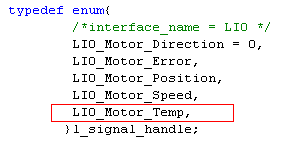 typedef enum{
/*interface_name = LIO */
LIO_Motor_Direction = 0,
LIO_Motor_Error,
LIO_Motor_Position,
LIO_Motor_Speed,
LIO_Motor_Temp,
}l_signal_handle;